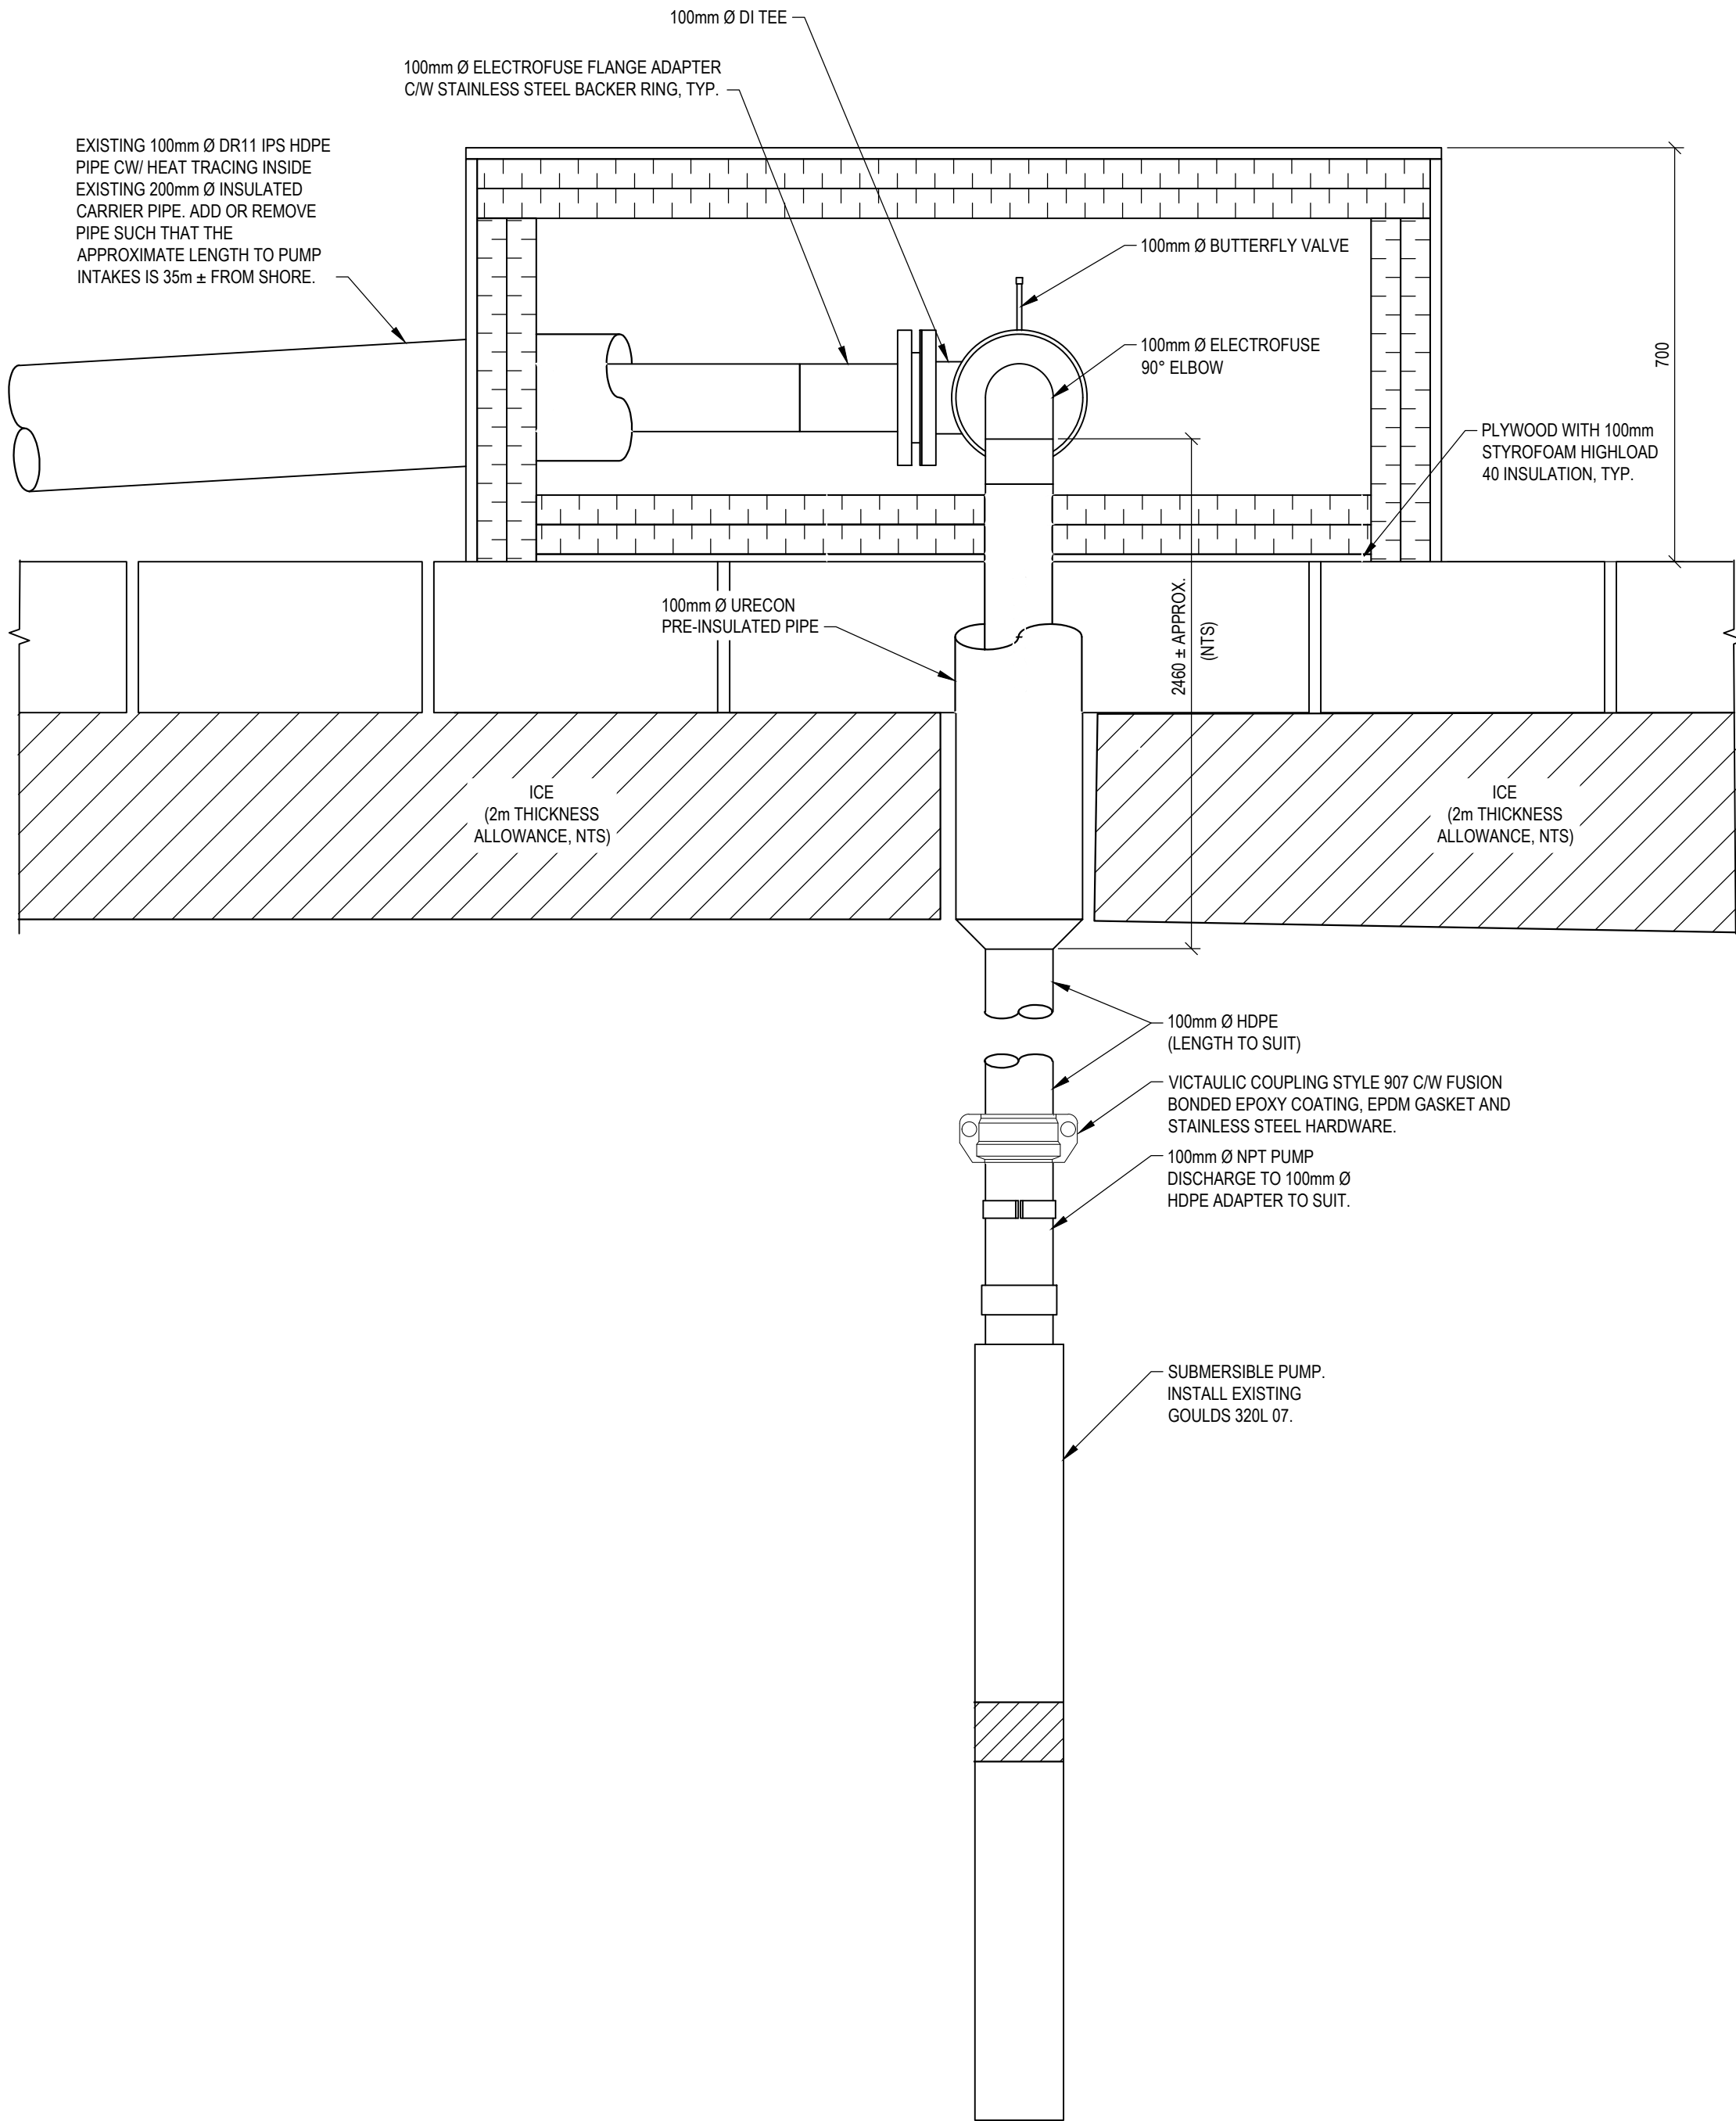 100mm Ø DI TEE
100mm Ø ELECTROFUSE FLANGE ADAPTER
C/W STAINLESS STEEL BACKER RING, TYP.
EXISTING 100mm Ø DR11 IPS HDPE
PIPE CW/ HEAT TRACING INSIDE
EXISTING 200mm Ø INSULATED
CARRIER PIPE. ADD OR REMOVE
PIPE SUCH THAT THE
APPROXIMATE LENGTH TO PUMP
INTAKES IS 35m ± FROM SHORE.
100mm Ø BUTTERFLY VALVE
100mm Ø ELECTROFUSE
90° ELBOW
700
PLYWOOD WITH 100mm
STYROFOAM HIGHLOAD
40 INSULATION, TYP.
100mm Ø URECON
PRE-INSULATED PIPE
2460 ± APPROX.
(NTS)
ICE
(2m THICKNESS
ALLOWANCE, NTS)
ICE
(2m THICKNESS
ALLOWANCE, NTS)
100mm Ø HDPE
(LENGTH TO SUIT)
VICTAULIC COUPLING STYLE 907 C/W FUSION
BONDED EPOXY COATING, EPDM GASKET AND
STAINLESS STEEL HARDWARE.
100mm Ø NPT PUMP
DISCHARGE TO 100mm Ø
HDPE ADAPTER TO SUIT.
SUBMERSIBLE PUMP.
INSTALL EXISTING
GOULDS 320L 07.